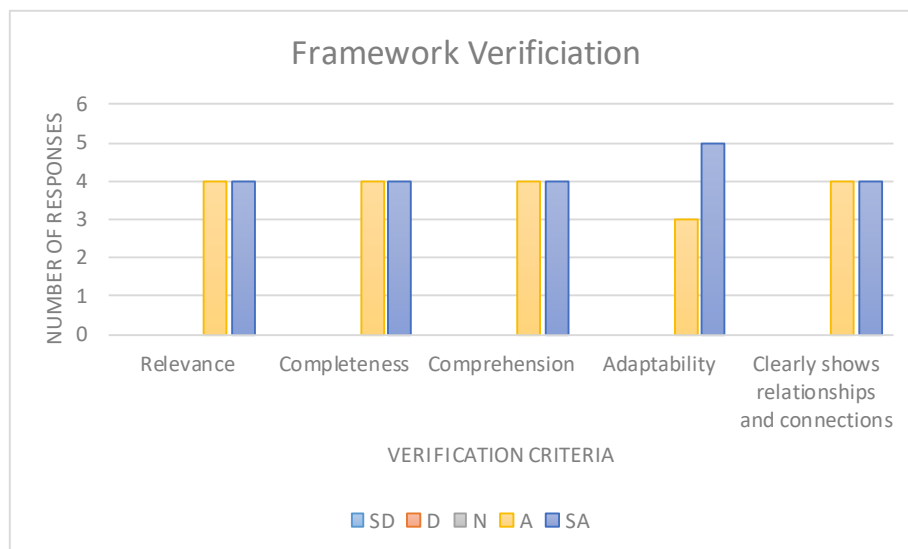 Framework Verificiation
NUMBER OF RESPONSES
6
5
4
3
2
1
0
Relevance Completeness Comprehension Adaptability Clearly shows
relationships
and connections
VERIFICATION CRITERIA
SD D N A SA